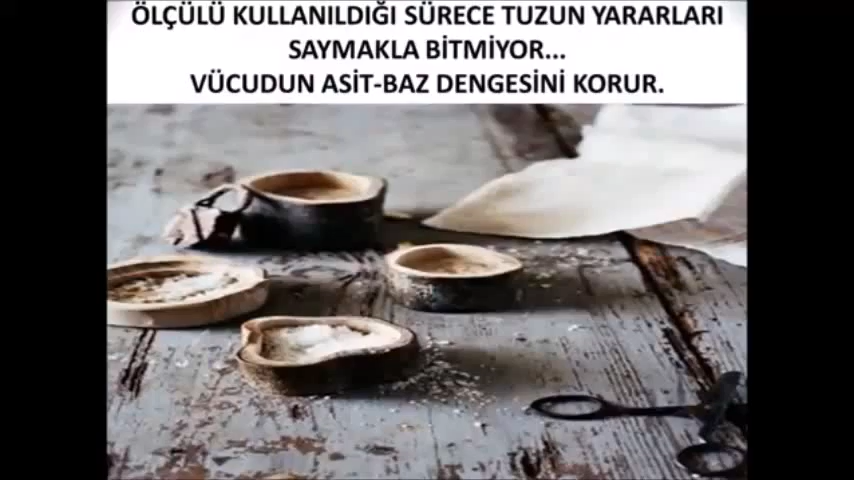 ÖLÇÜLÜ KULLANILDIĞI SÜRECE TUZUN YARARLARI
SAYMAKLA BİTMİYOR...
VÜCUDUN ASİT-BAZ DENGESİNİ KORUR.